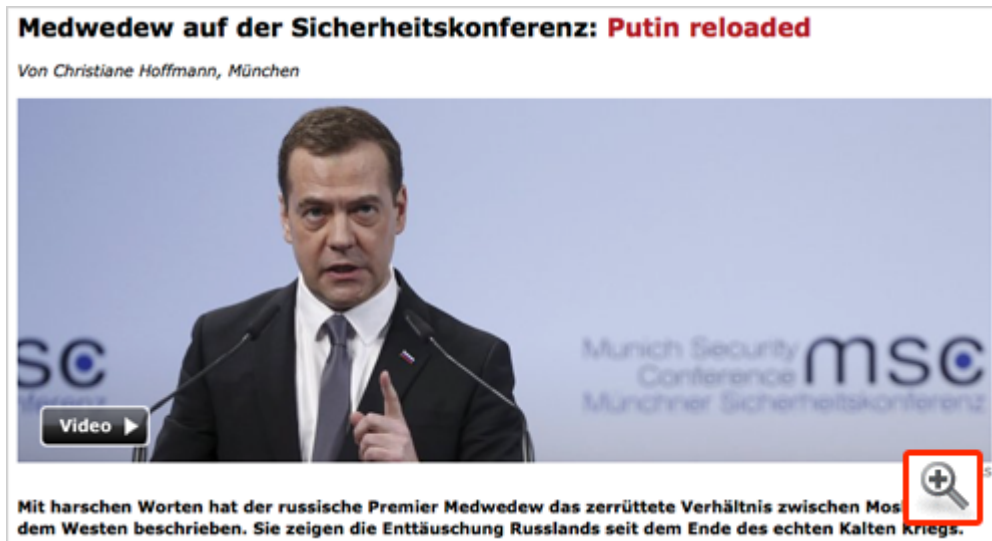 Medwedew auf der Sicherheitskonferenz: Putin reloaded
Von Christiane Hoffmann, München
Munich Security
Conference
msc
Münchner Sicherheitskonferenz
sc
Video
Mit harschen Worten hat der russische Premier Medwedew das zerrüttete Verhältnis zwischen Mos
dem Westen beschrieben. Sie zeigen die Enttäuschung Russlands seit dem Ende des echten Kalten Kriegs.